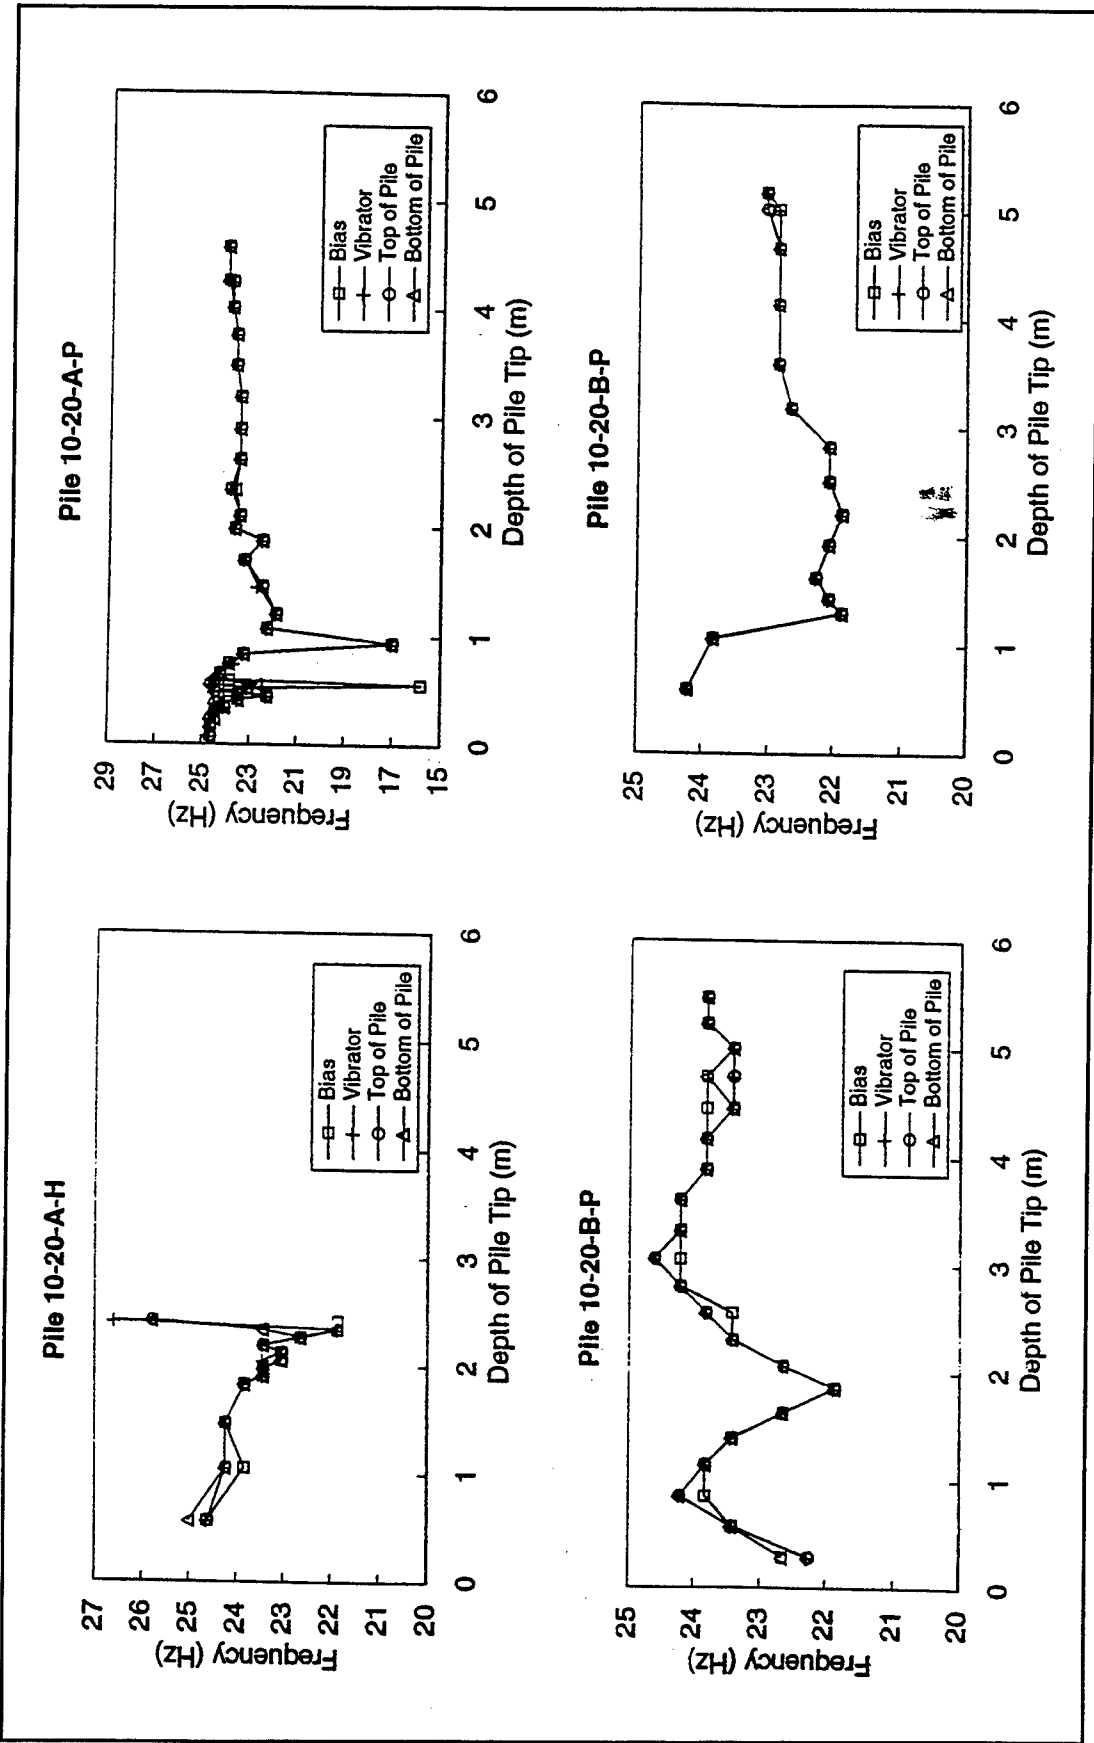 Pile 10-20-A-H
27
26
25
24
23
22
21
20
Frequency (Hz)
Bias
Vibrator
Top of Pile
Bottom of Pile
0 1 2 3 4 5 6
Depth of Pile Tip (m)
Pile 10-20-A-P
29
27
25
23
21
19
17
15
Frequency (Hz)
Bias
Vibrator
Top of Pile
Bottom of Pile
0 1 2 3 4 5 6
Depth of Pile Tip (m)
Pile 10-20-B-P
25
24
23
22
21
20
Frequency (Hz)
Bias
Vibrator
Top of Pile
Bottom of Pile
0 1 2 3 4 5 6
Depth of Pile Tip (m)
Pile 10-20-B-P
25
24
23
22
21
20
Frequency (Hz)
Bias
Vibrator
Top of Pile
Bottom of Pile
0 1 2 3 4 5 6
Depth of Pile Tip (m)